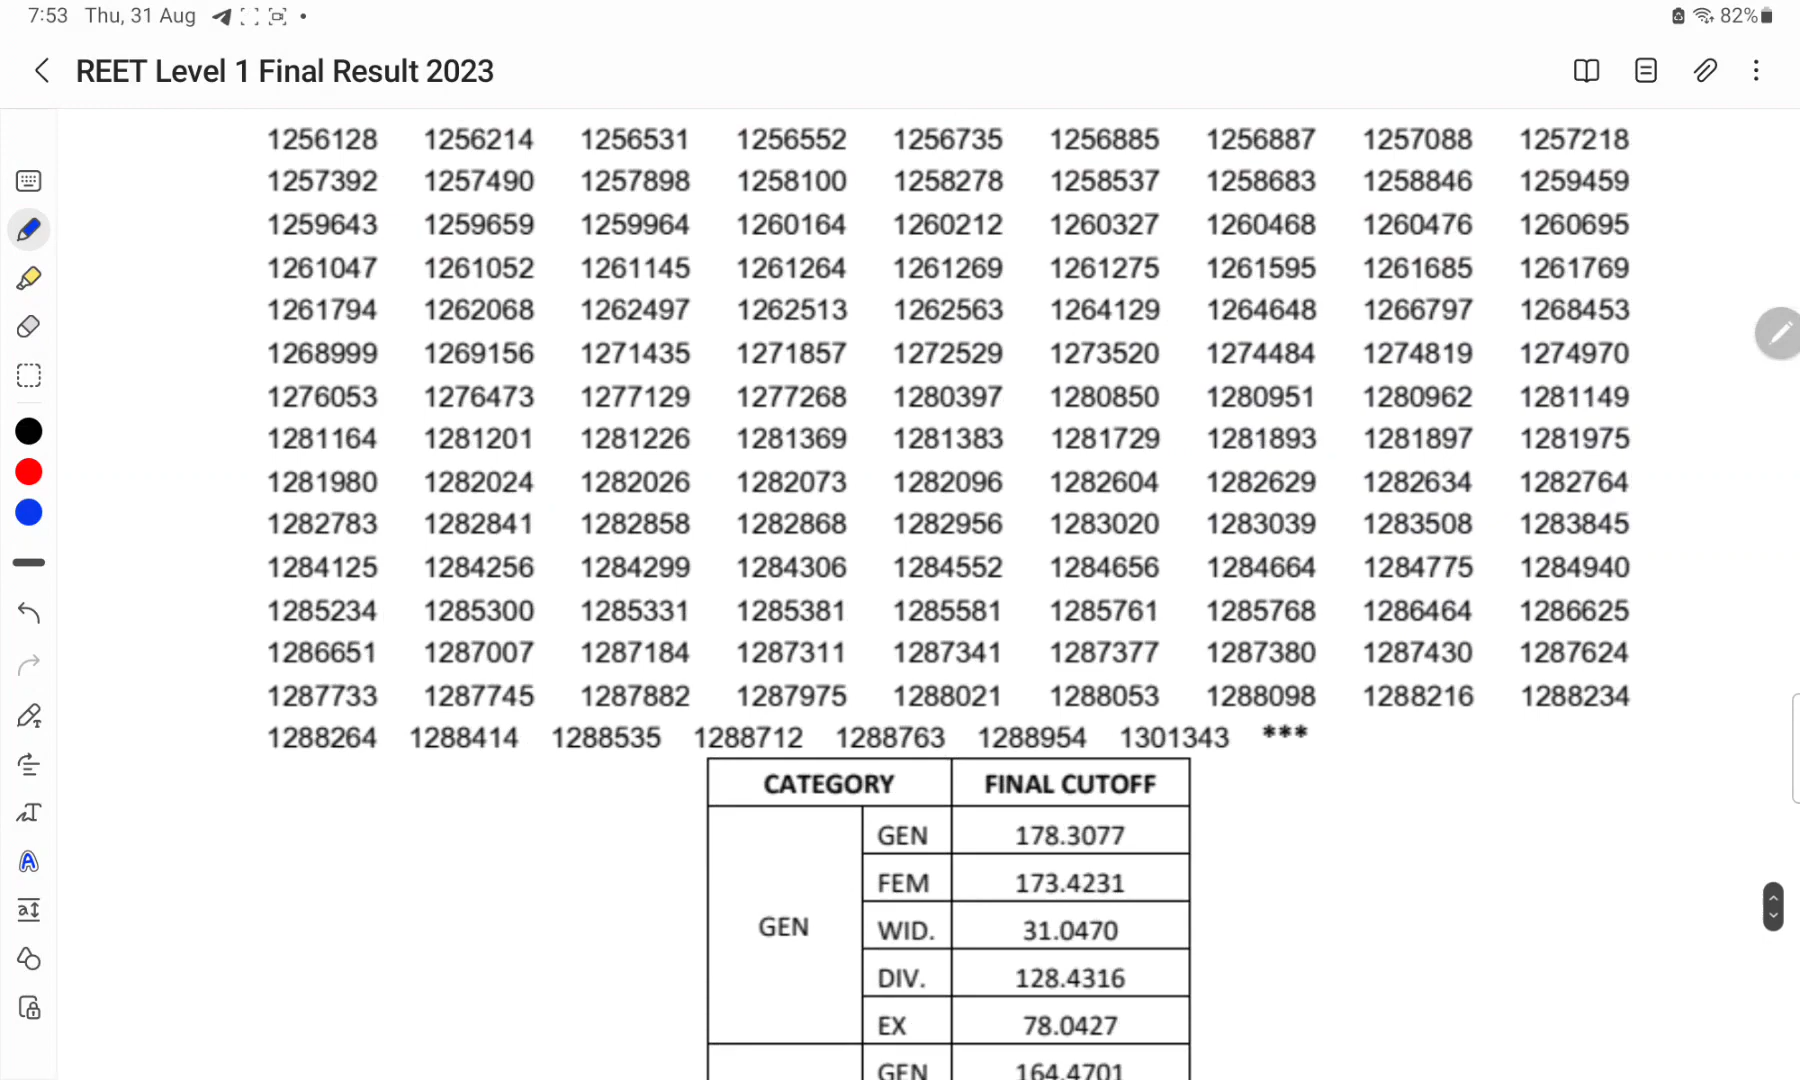 7:53 Thu, 31 Aug 82%
REET Level 1 Final Result 2023
1256128 1256214 1256531 1256552 1256735 1256885 1256887 1257088 1257218
1257392 1257490 1257898 1258100 1258278 1258537 1258683 1258846 1259459
1259643 1259659 1259964 1260164 1260212 1260327 1260468 1260476 1260695
1261047 1261052 1261145 1261264 1261269 1261275 1261595 1261685 1261769
1261794 1262068 1262497 1262513 1262563 1264129 1264648 1266797 1268453
1268999 1269156 1271435 1271857 1272529 1273520 1274484 1274819 1274970
1276053 1276473 1277129 1277268 1280397 1280850 1280951 1280962 1281149
1281164 1281201 1281226 1281369 1281383 1281729 1281893 1281897 1281975
1281980 1282024 1282026 1282073 1282096 1282604 1282629 1282634 1282764
1282783 1282841 1282858 1282868 1282956 1283020 1283039 1283508 1283845
1284125 1284256 1284299 1284306 1284552 1284656 1284664 1284775 1284940
1285234 1285300 1285331 1285381 1285581 1285761 1285768 1286464 1286625
1286651 1287007 1287184 1287311 1287341 1287377 1287380 1287430 1287624
1287733 1287745 1287882 1287975 1288021 1288053 1288098 1288216 1288234
1288264 1288414 1288535 1288712 1288763 1288954 1301343 ***
CATEGORY FINAL CUTOFF
GEN 178.3077
FEM 173.4231
GEN WID. 31.0470
DIV. 128.4316
EX 78.0427
GEN 164.4701